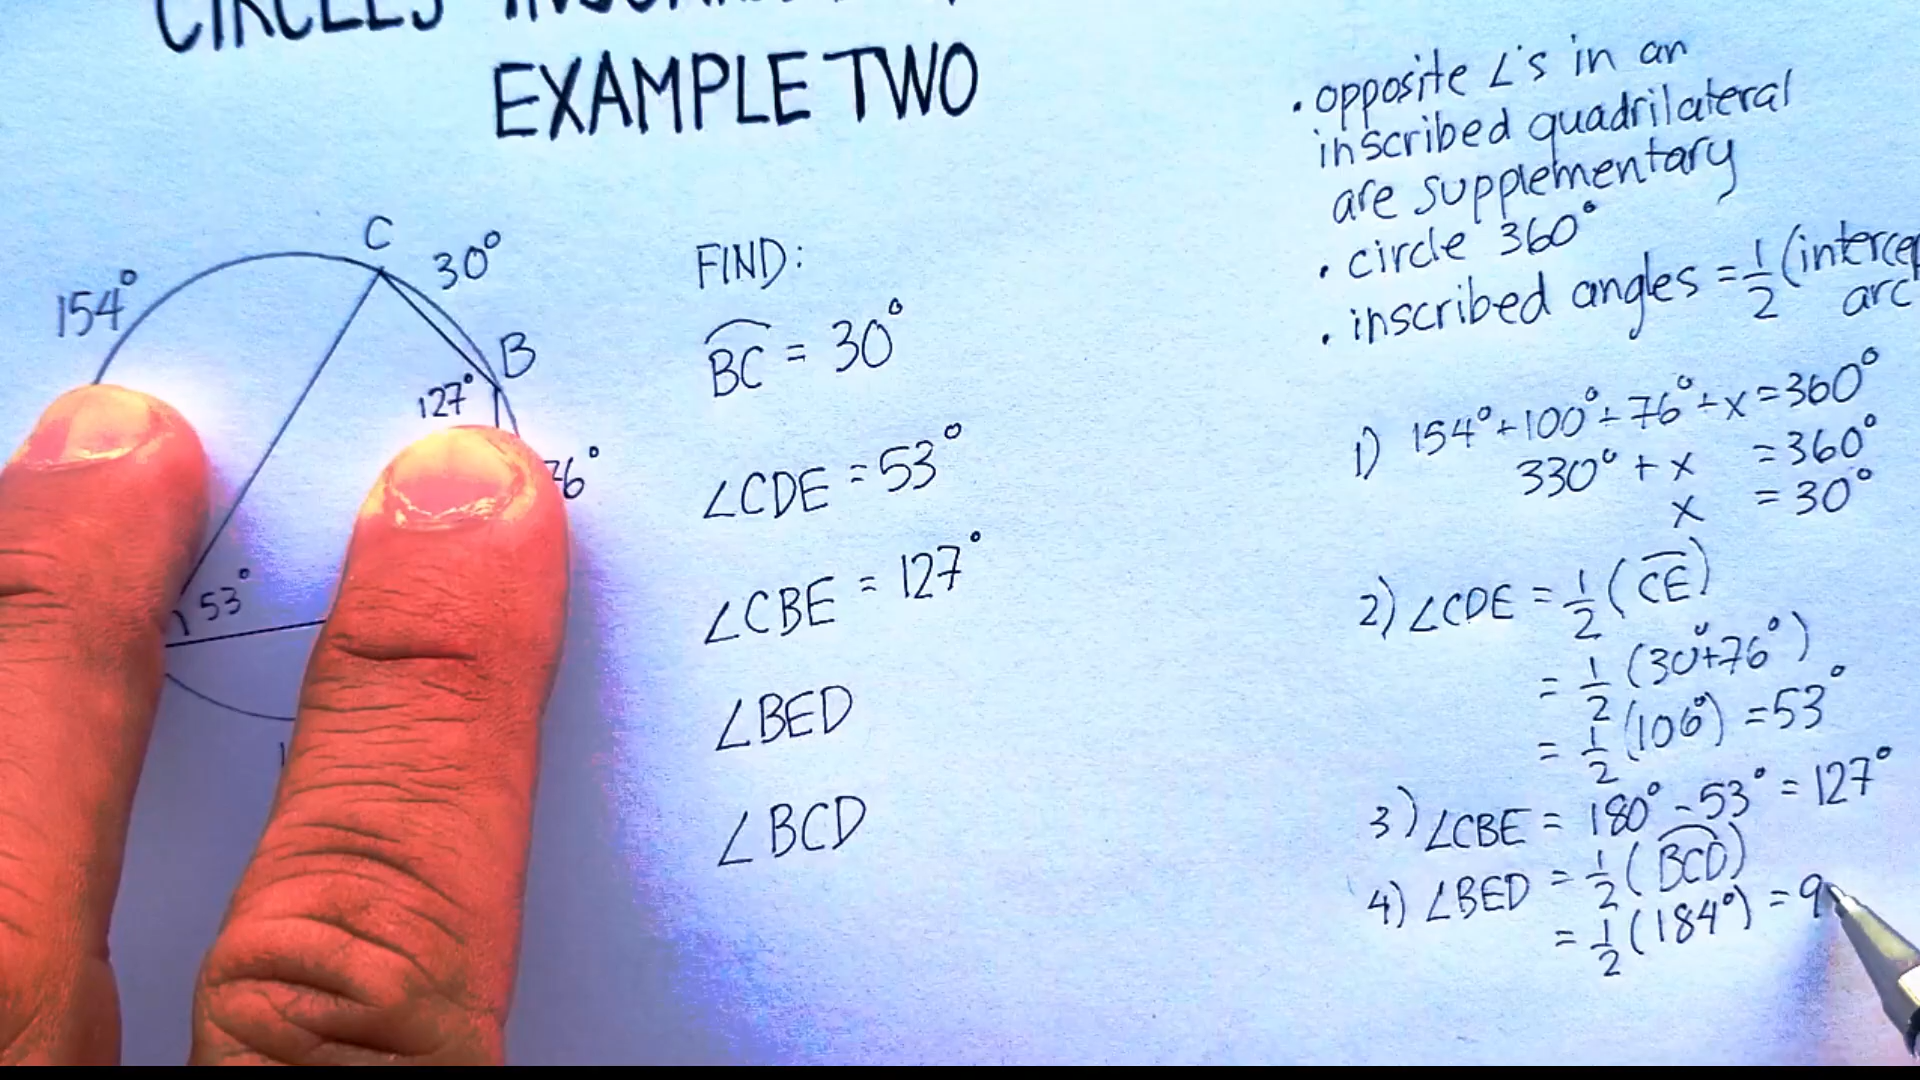 CIRCLES
EXAMPLE TWO
C
30°
154°
B
127°
76°
53°
FIND:
BC = 30°
∠CDE = 53°
∠CBE = 127°
∠BED
∠BCD
• opposite ∠'s in an
inscribed quadrilateral
are supplementary
• circle 360°
• inscribed angles = 1/2 (
arc
1) 154° + 100° + 76° + x = 360°
330° + x = 360°
x = 30°
2) ∠CDE = 1/2 (CE)
= 1/2 (30° + 76°)
= 1/2 (106°) = 53°
3) ∠CBE = 180° - 53° = 127°
4) ∠BED = 1/2 (BCD)
= 1/2 (184°) = 9